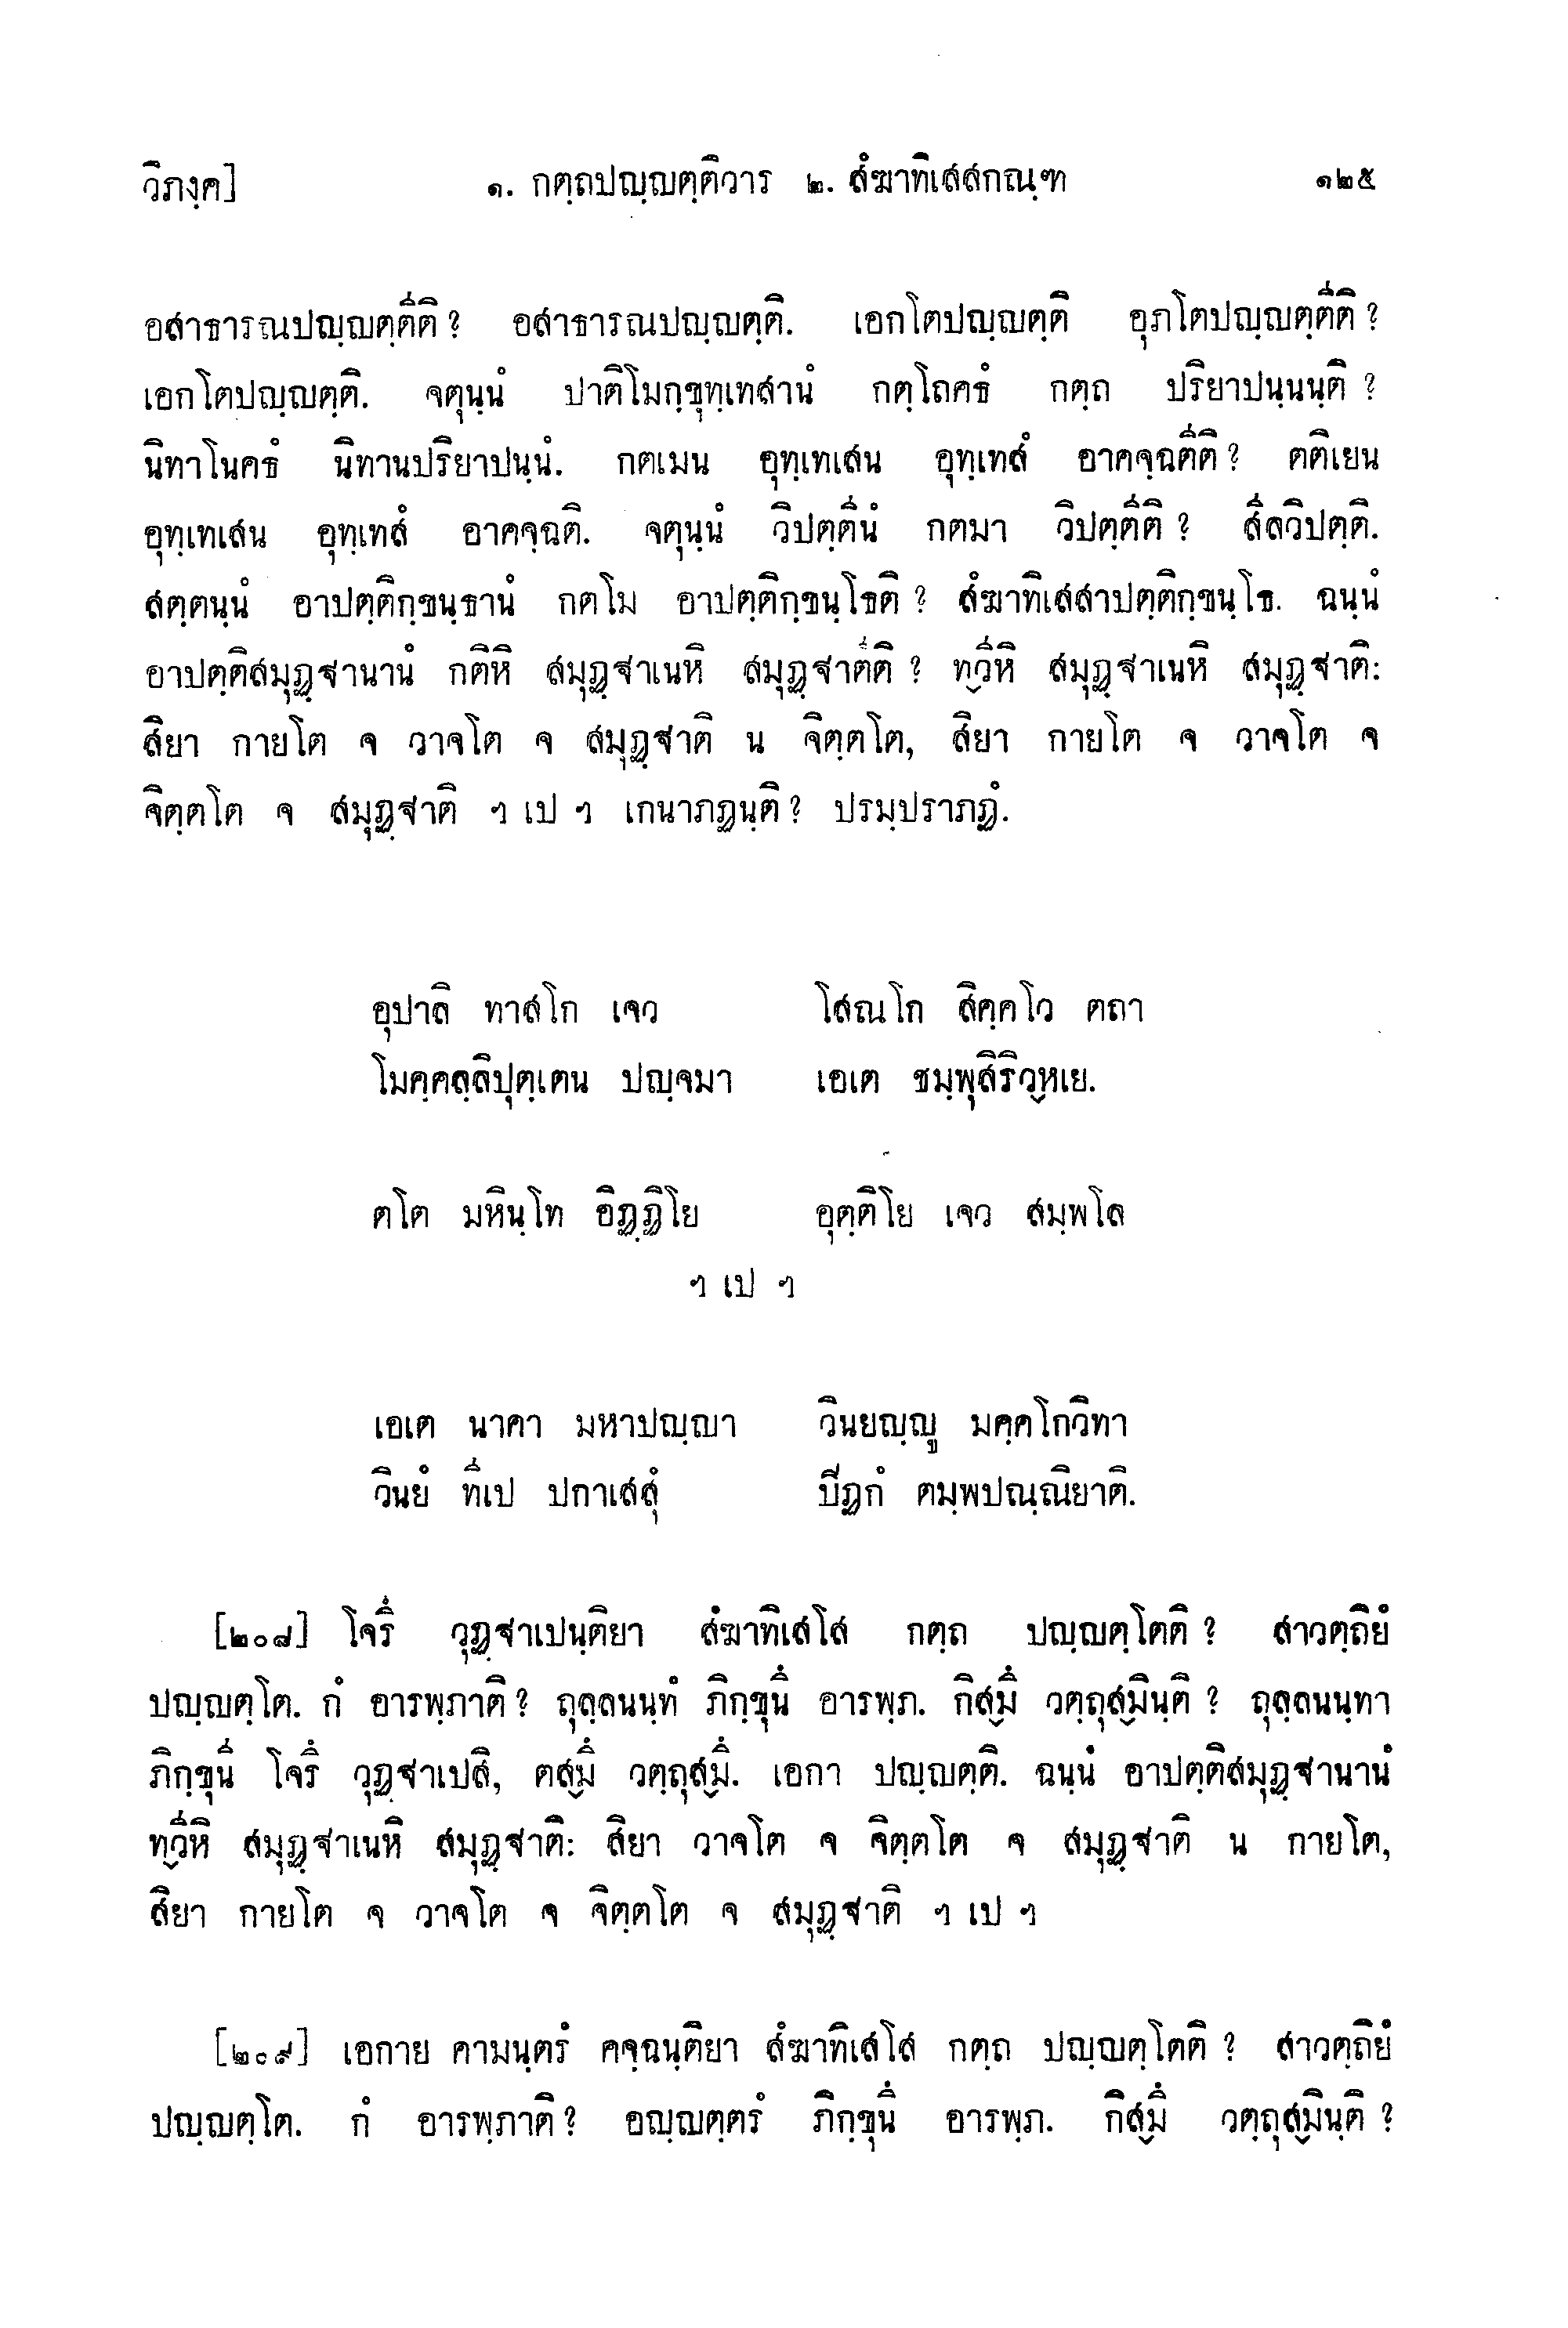 วิภงฺค] ๑. กตฺถปญฺญตฺติวาร ๒. สํฆาทิเสสกณฺฑ ๑๒๕
อสาธารณปญฺญตฺตีติ? อสาธารณปญฺญตฺติ. เอกโตปญฺญตฺติ อุภโตปญฺญตฺตีติ?
เอกโตปญฺญตฺติ. จตุนฺนํ ปาติโมกฺขุทฺเทสานํ กตฺโถคธํ กตฺถ ปริยาปนฺนนฺติ?
นิทาโนคธํ นิทานปริยาปนฺนํ. กตเมน อุทฺเทเสน อุทฺเทสํ อาคจฺฉตีติ? ตติเยน
อุทฺเทเสน อุทฺเทสํ อาคจฺฉติ. จตุนฺนํ วิปตฺตีนํ กตมา วิปตฺตีติ? สีลวิปตฺติ.
สตฺตนฺนํ อาปตฺติกฺขนฺธานํ กตโม อาปตฺติกฺขนฺโธติ? สํฆาทิเสสาปตฺติกฺขนฺโธ. ฉนฺนํ
อาปตฺติสมุฏฺฐานานํ กติหิ สมุฏฺฐาเนหิ สมุฏฺฐาตีติ? ทฺวีหิ สมุฏฺฐาเนหิ สมุฏฺฐาติ:
สิยา กายโต จ วาจโต จ สมุฏฺฐาติ น จิตฺตโต, สิยา กายโต จ วาจโต จ
จิตฺตโต จ สมุฏฺฐาติ ฯ เป ฯ เกนาภฏนฺติ? ปรมฺปราภฏํ.
อุปาลิ ทาสโก เจว โสณโก สิคฺคโว ตถา
โมคฺคลฺลิปุตฺเตน ปญฺจมา เอเต ชมฺพุสิริวฺหเย.
ตโต มหินฺโท อิฏฺฏิโย อุตฺติโย เจว สมฺพโล
ฯ เป ฯ
เอเต นาคา มหาปญฺญา วินยญฺญู มคฺคโกวิทา
วินยํ ทีเป ปกาเสสุํ ปิฏกํ ตมฺพปณฺณิยาติ.
[๒๐๘] โจรึ วุฏฺฐาเปนฺติยา สํฆาทิเสโส กตฺถ ปญฺญตฺโตติ? สาวตฺถิยํ
ปญฺญตฺโต. กํ อารพฺภาติ? ถุลฺลนนฺทํ ภิกฺขุนึ อารพฺภ. กิสฺมึ วตฺถุสฺมินฺติ? ถุลฺลนนฺทา
ภิกฺขุนี โจรึ วุฏฺฐาเปสิ, ตสฺมึ วตฺถุสฺมึ. เอกา ปญฺญตฺติ. ฉนฺนํ อาปตฺติสมุฏฺฐานานํ
ทฺวีหิ สมุฏฺฐาเนหิ สมุฏฺฐาติ: สิยา วาจโต จ จิตฺตโต จ สมุฏฺฐาติ น กายโต,
สิยา กายโต จ วาจโต จ จิตฺตโต จ สมุฏฺฐาติ ฯ เป ฯ
[๒๐๙] เอกาย คามนฺตรํ คจฺฉนฺติยา สํฆาทิเสโส กตฺถ ปญฺญตฺโตติ? สาวตฺถิยํ
ปญฺญตฺโต. กํ อารพฺภาติ? อญฺญตฺตรํ ภิกฺขุนึ อารพฺภ. กิสฺมึ วตฺถุสฺมินฺติ?